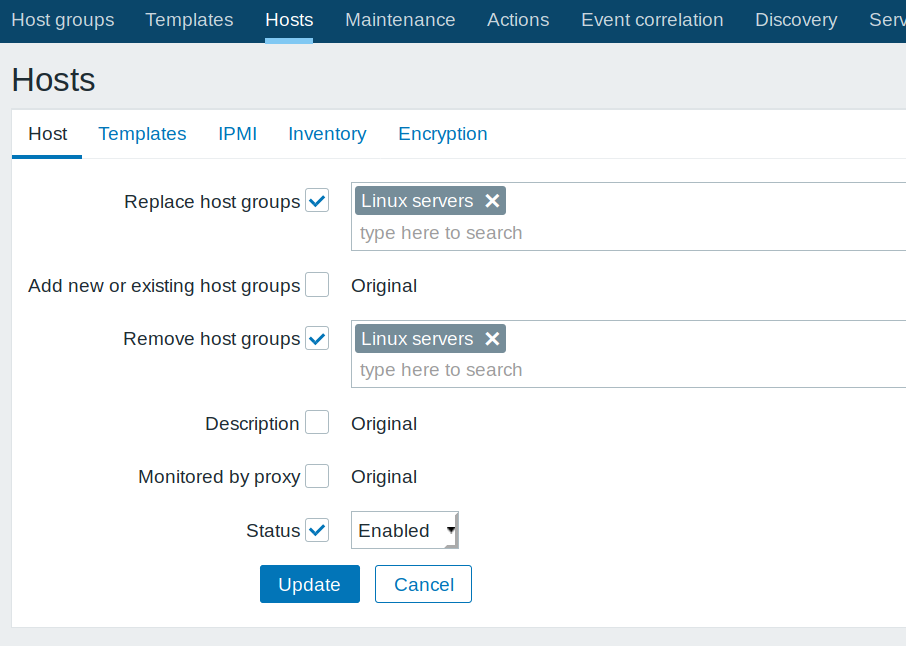 Host groups Templates Hosts Maintenance Actions Event correlation Discovery
Hosts
Host Templates IPMI Inventory Encryption
Replace host groups Linux servers
type here to search
Add new or existing host groups Original
Remove host groups Linux servers
type here to search
Description Original
Monitored by proxy Original
Status Enabled
Update Cancel